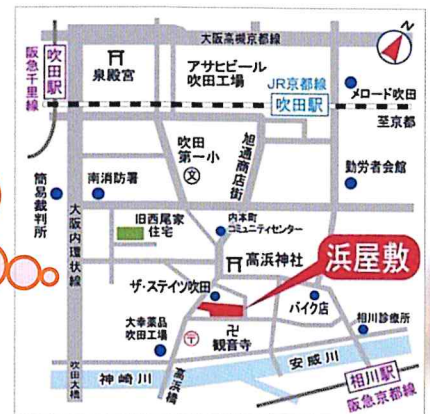 大阪高槻京都線
N
吹田駅
阪急千里線
泉殿宮
アサヒビール
吹田工場
JR京都線
吹田駅
メロード吹田
至京都
吹田
第一小
文
旭通商店街
勤労者会館
簡易裁判所
南消防署
大阪内環状線
旧西尾家
住宅
内本町
コミュニティセンター
高浜神社
浜屋敷
ザ・ステイツ吹田
バイク店
相川診療所
大幸薬品
吹田工場
〒
卍
観音寺
吹田大橋
神崎川
高浜橋
安威川
相川駅
阪急京都線